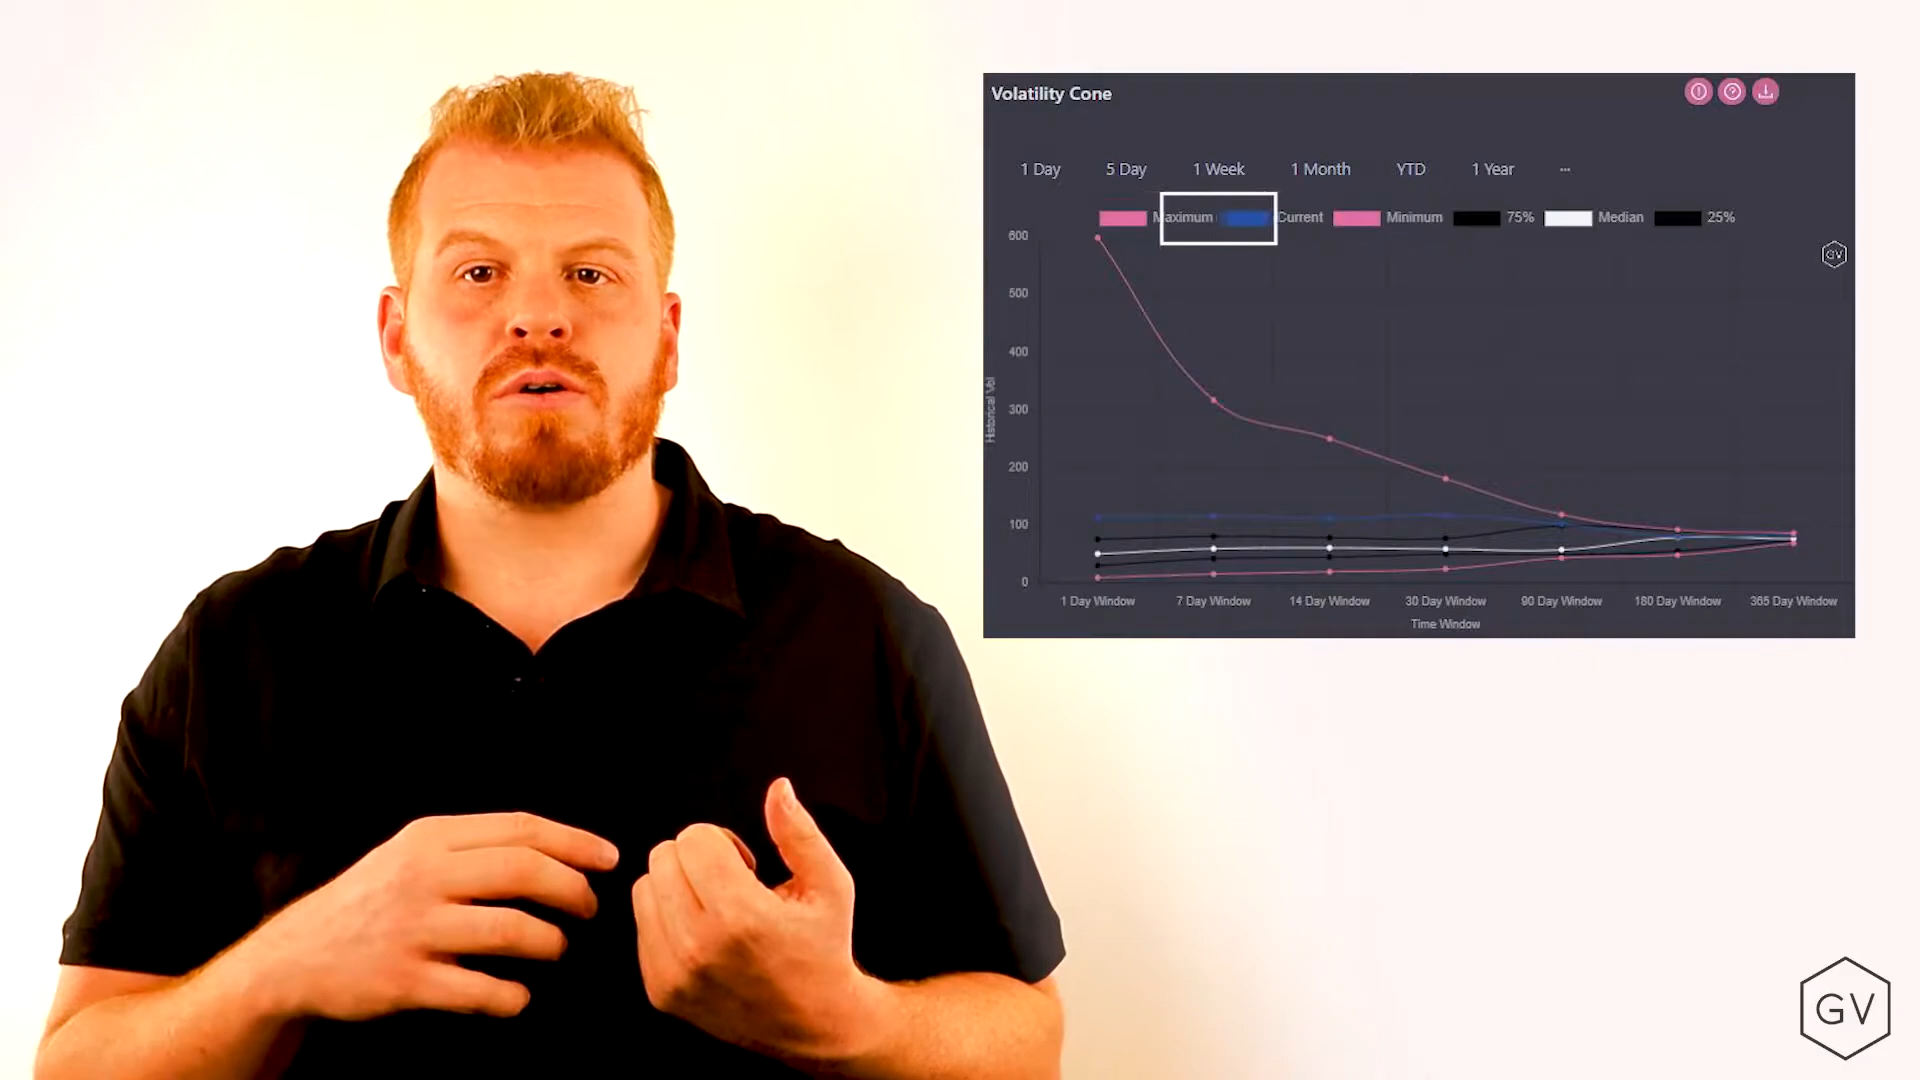 Volatility Cone
1 Day 5 Day 1 Week 1 Month YTD 1 Year ...
Maximum Current Minimum 75% Median 25%
GV
600
500
400
300
200
100
0
Historical Vol
1 Day Window 7 Day Window 14 Day Window 30 Day Window 90 Day Window 180 Day Window 365 Day Window
Time Window
GV